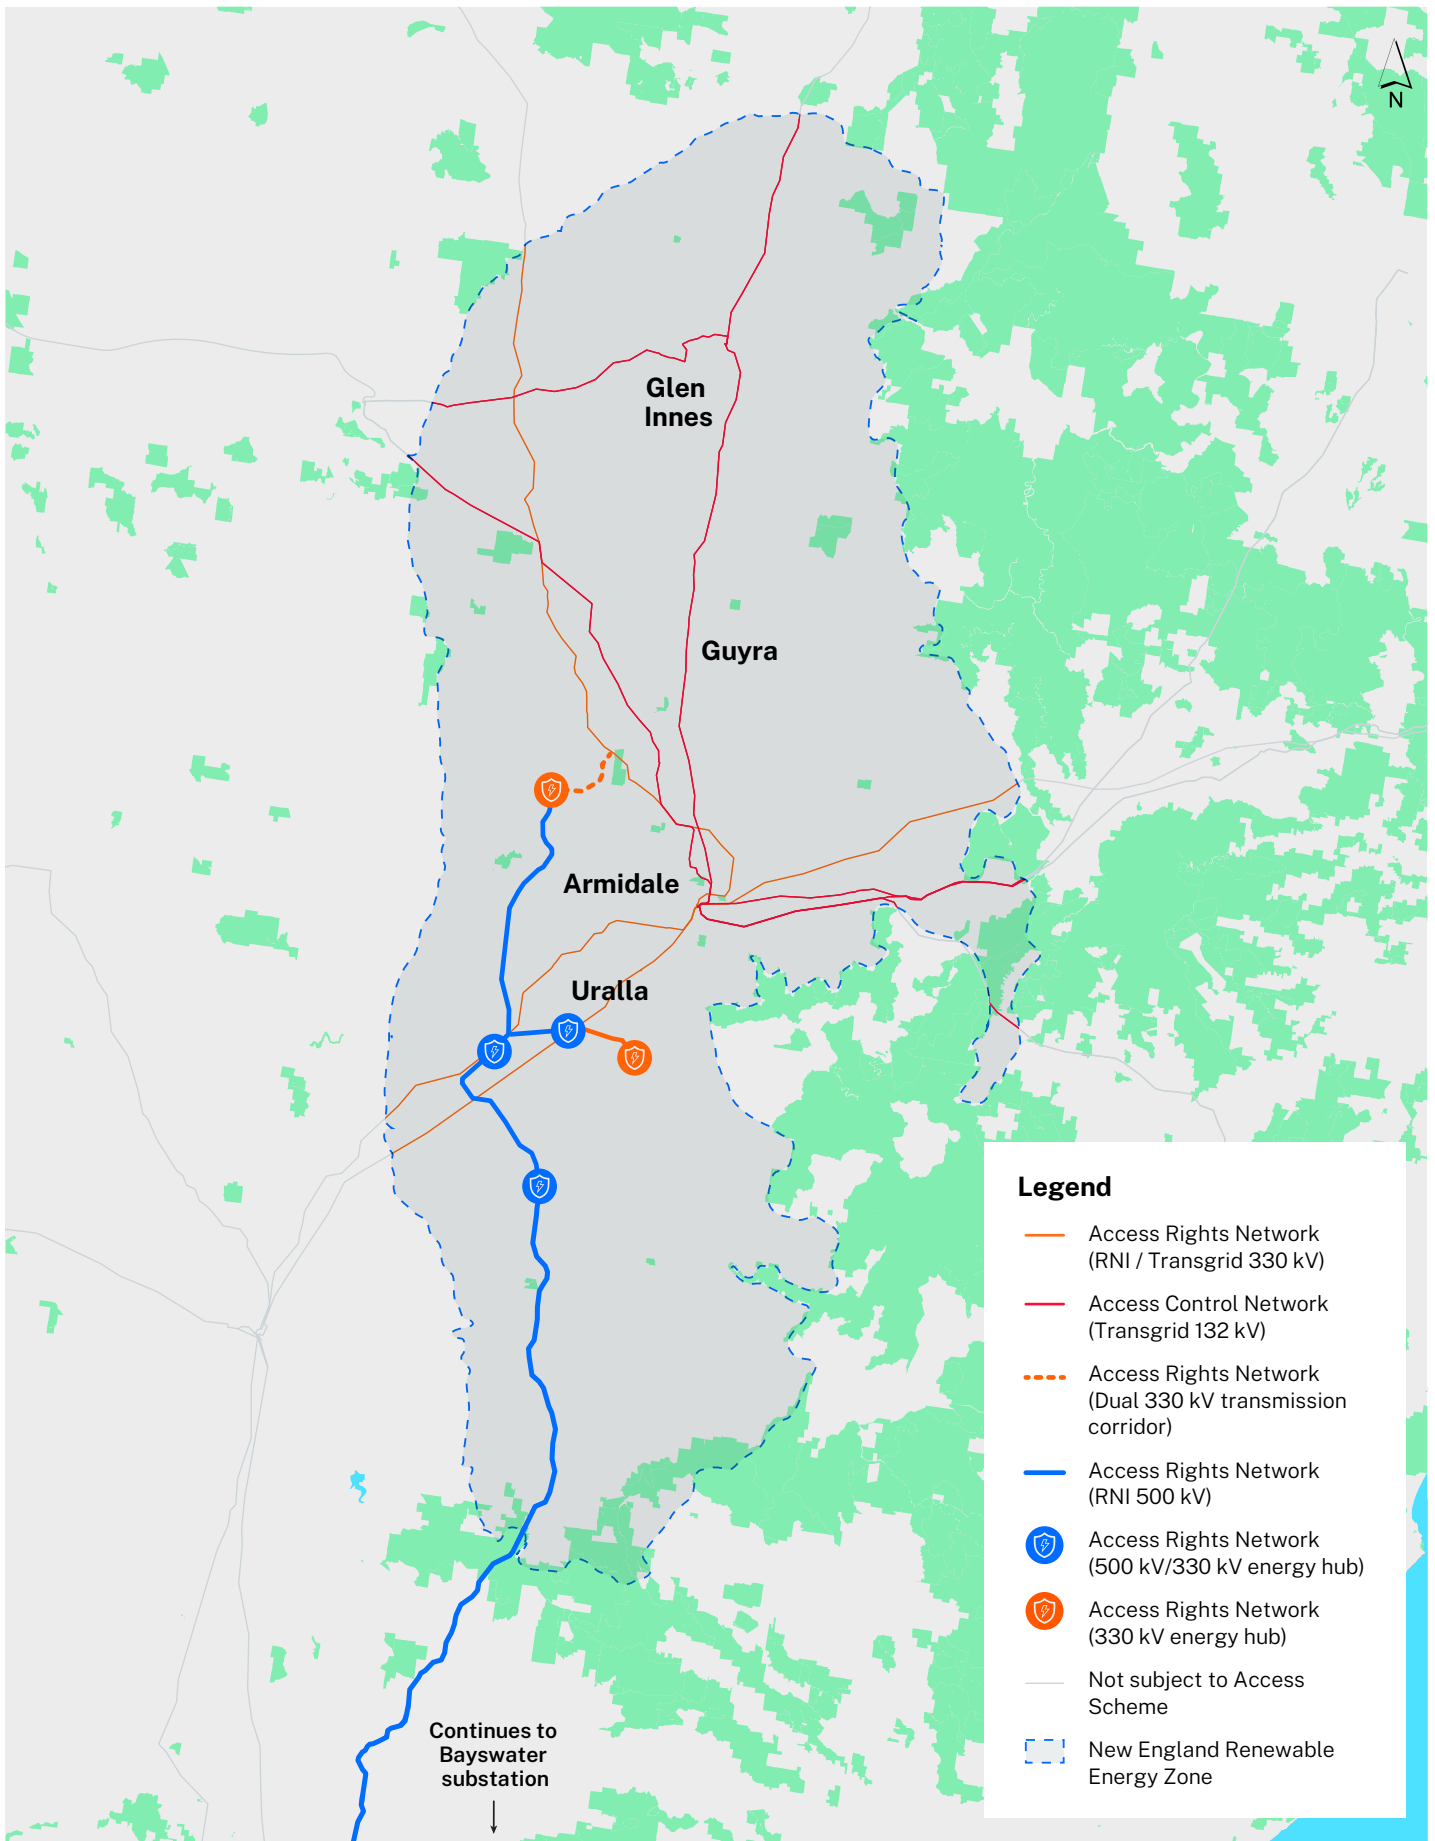 N
Glen
Innes
Guyra
Armidale
Uralla
Continues to
Bayswater
substation
Legend
Access Rights Network
(RNI / Transgrid 330 kV)
Access Control Network
(Transgrid 132 kV)
Access Rights Network
(Dual 330 kV transmission
corridor)
Access Rights Network
(RNI 500 kV)
Access Rights Network
(500 kV/330 kV energy hub)
Access Rights Network
(330 kV energy hub)
Not subject to Access
Scheme
New England Renewable
Energy Zone